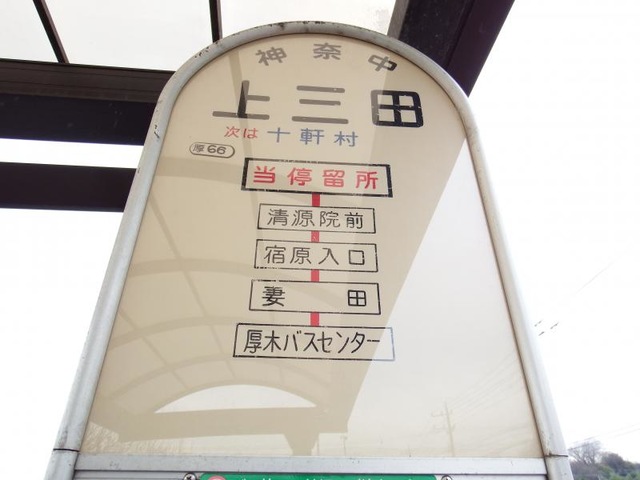 神奈中
上三田
次は 十軒村
厚66
当停留所
清源院前
宿原入口
妻田
厚木バスセンター